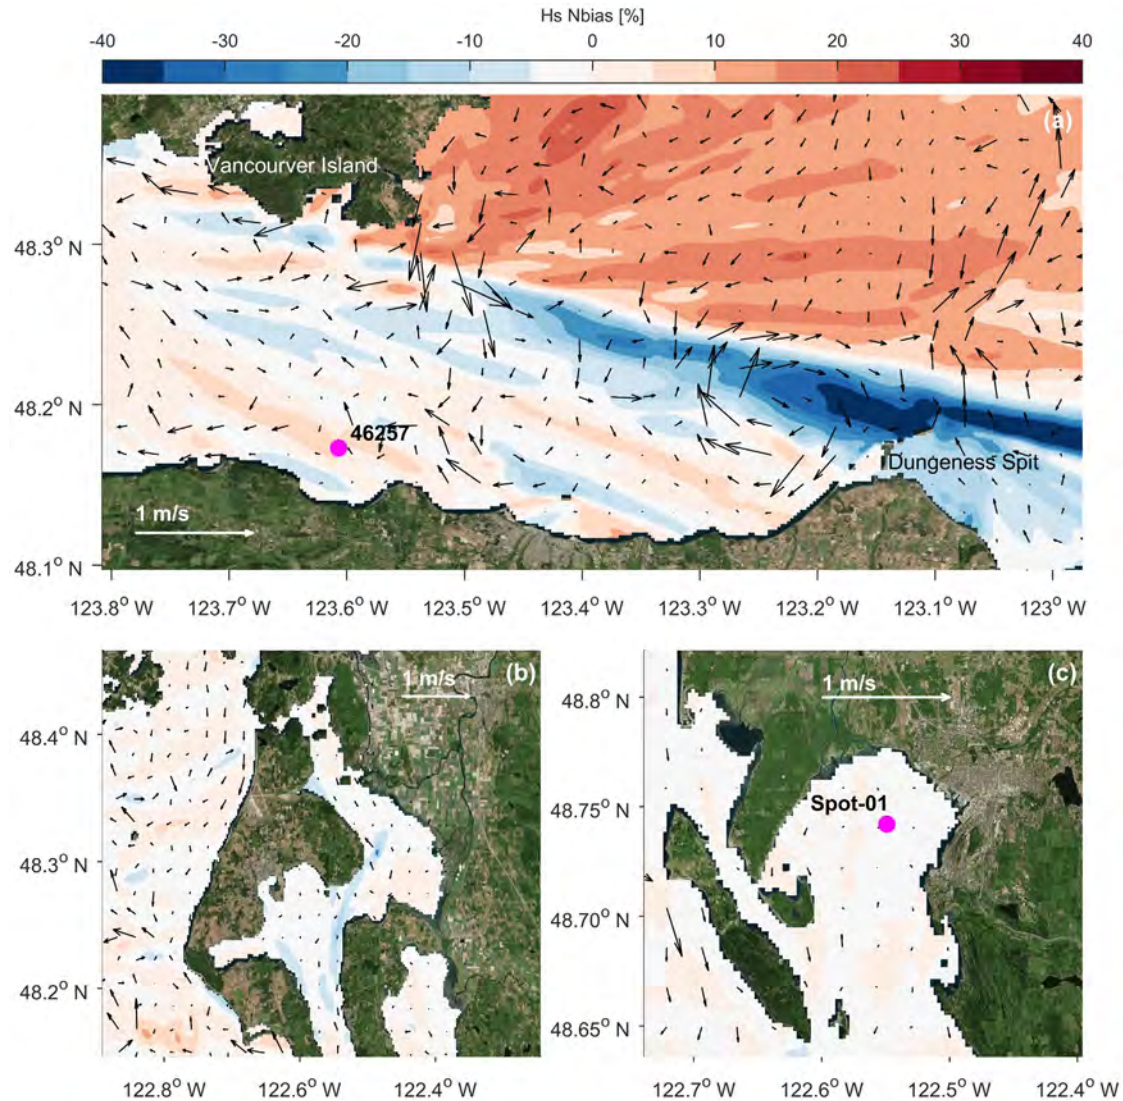 Hs Nbias [%]
-40 -30 -20 -10 0 10 20 30 40
(a)
Vancourver Island
48.3° N
48.2° N
46257
Dungeness Spit
1 m/s
48.1° N
123.8° W 123.7° W 123.6° W 123.5° W 123.4° W 123.3° W 123.2° W 123.1° W 123° W
(b)
1 m/s
48.4° N
48.3° N
48.2° N
122.8° W 122.6° W 122.4° W
(c)
1 m/s
48.8° N
48.75° N
Spot-01
48.70° N
48.65° N
122.7° W 122.6° W 122.5° W 122.4° W